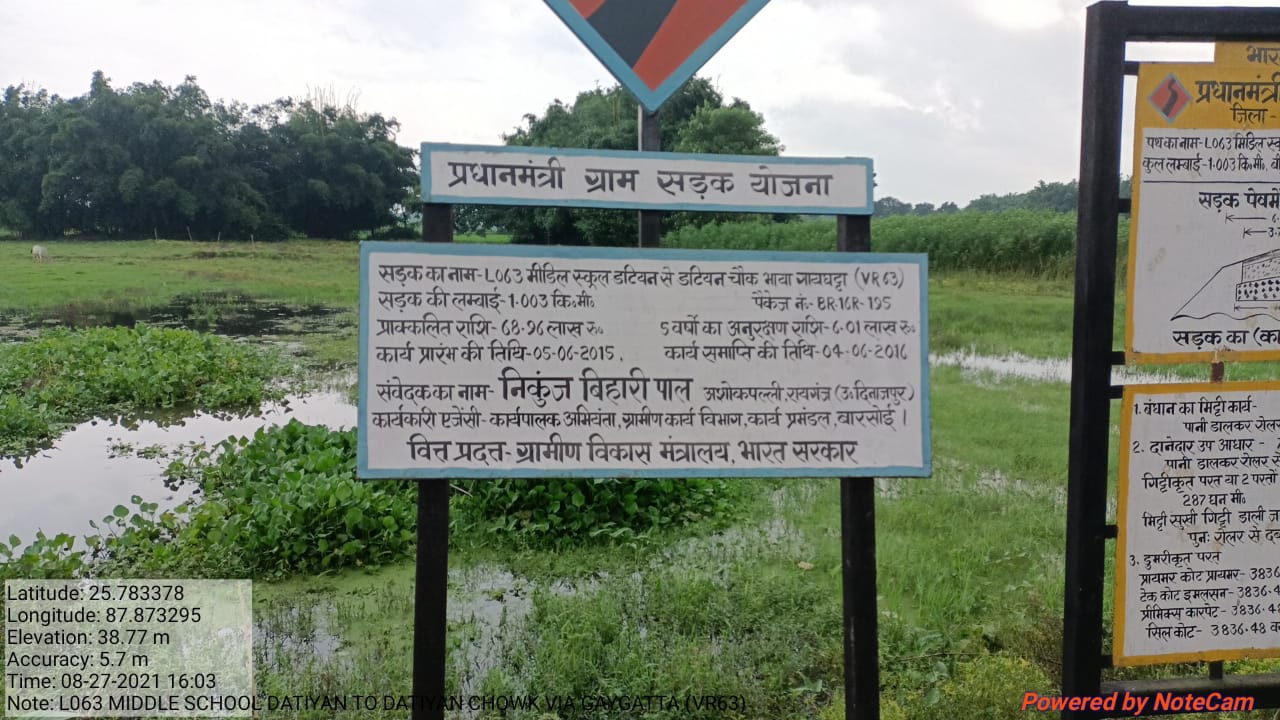 प्रधानमंत्री ग्राम सड़क योजना
सड़क का नाम-L063 मीडिल स्कूल डटियन से डटियन चौक भाया गायघट्टा (VR63)
सड़क की लम्बाई-1.003 कि॰मी॰ पैकेज नं.- BR-16R-195
प्राक्कलित राशि-68.96 लाख रु॰ 5 वर्षो का अनुरक्षण राशि-6.01 लाख रु॰
कार्य प्रारंभ की तिथि-05-06-2015. कार्य समाप्ति की तिथि-04-06-2016
संवेदक का नाम- निकुंज बिहारी पाल अशोकपल्ली,रायगंज (उ॰दिनाजपुर)
कार्यकारी एजेंसी-कार्यपालक अभियंता,ग्रामीण कार्य विभाग,कार्य प्रमंडल, बारसोई ।
वित्त प्रदत्त-ग्रामीण विकास मंत्रालय, भारत सरकार
प्रधानमंत्री
जिला -
पथ का नाम-L063 मिडिल
कुल लम्बाई-1.003 कि.मी,
सड़क
सड़क का
1. बंधान का मिट्टी कार्य-
पानी डालकर रोलर
2. दानेदार उप आधार -
पानी डालकर रोलर से
गिट्टीकृत परत या 2 परतो
287 घन मी॰
मिट्टी सुखी गिट्टी डाली
पुनः रोलर से
3. डुमरीकृत परत
प्रायमर कोट प्रायमर- 3836
टेक कोट इमलसन- 3836.
प्रीमिक्स कारपेट- 3836.4
सिल कोट- 3836.48
Latitude: 25.783378
Longitude: 87.873295
Elevation: 38.77 m
Accuracy: 5.7 m
Time: 08-27-2021 16:03
Note: L063 MIDDLE SCHOOL DATIYAN TO DATIYAN CHOWK VIA GAYGATTA (VR63)
Powered by NoteCam